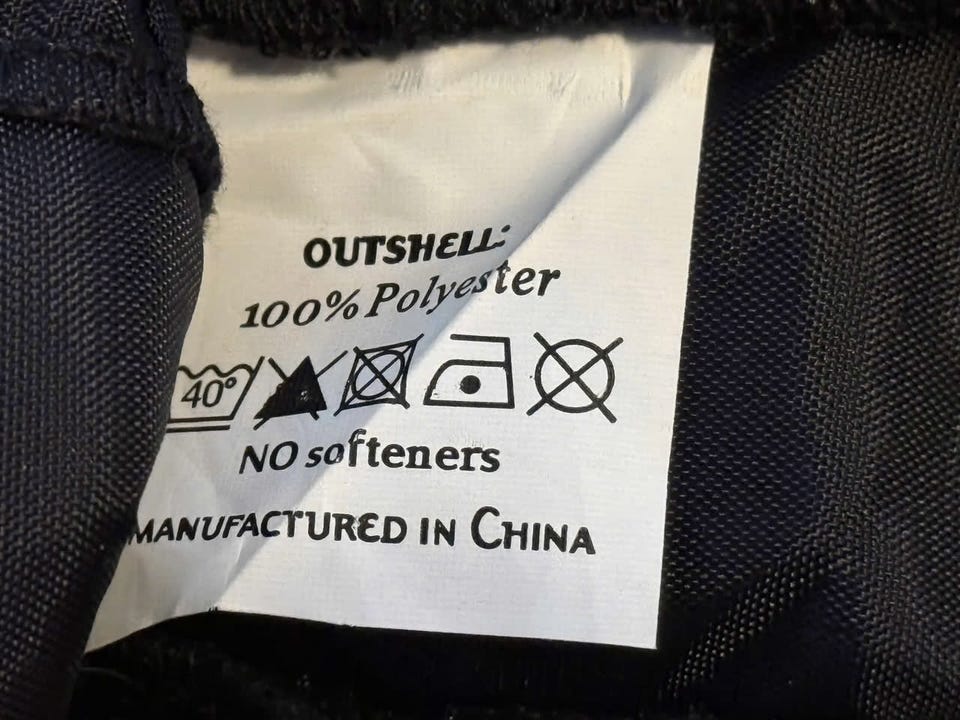 OUTSHELL:
100% Polyester
40°
NO softeners
MANUFACTURED IN CHINA